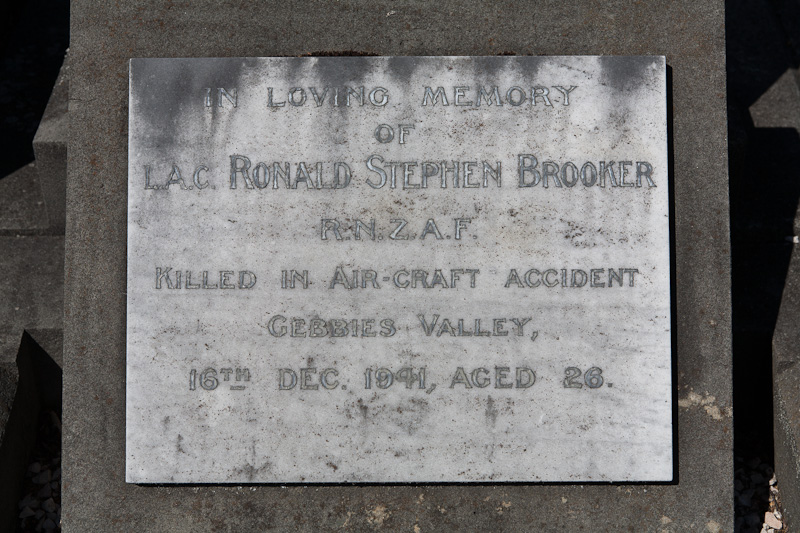 IN LOVING MEMORY
OF
L.A.C. RONALD STEPHEN BROOKER
R.N.Z.A.F.
KILLED IN AIR-CRAFT ACCIDENT
GEBBIES VALLEY,
16TH DEC. 1941, AGED 26.